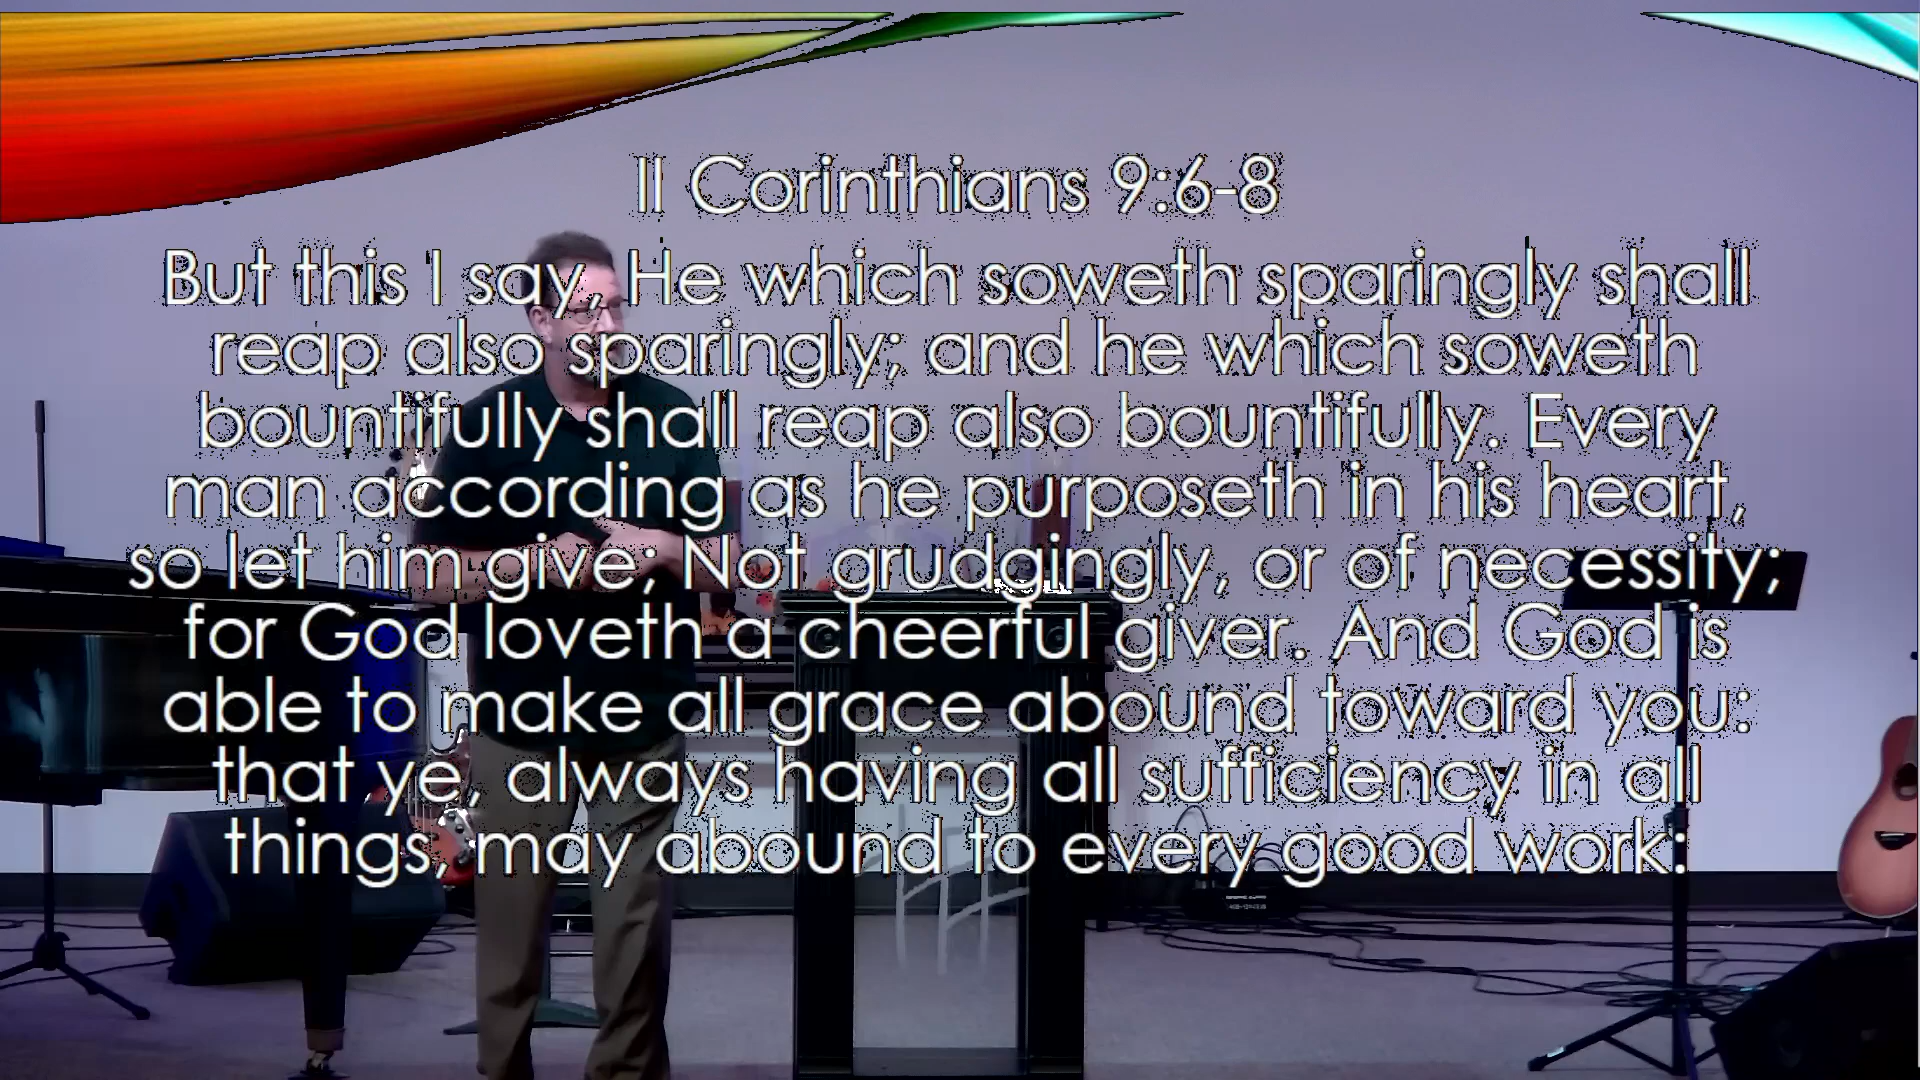 II Corinthians 9:6-8
But this I say, He which soweth sparingly shall
reap also sparingly; and he which soweth
bountifully shall reap also bountifully. Every
man according as he purposeth in his heart,
so let him give; Not grudgingly, or of necessity;
for God loveth a cheerful giver. And God is
able to make all grace abound toward you:
that ye, always having all sufficiency in all
things, may abound to every good work: